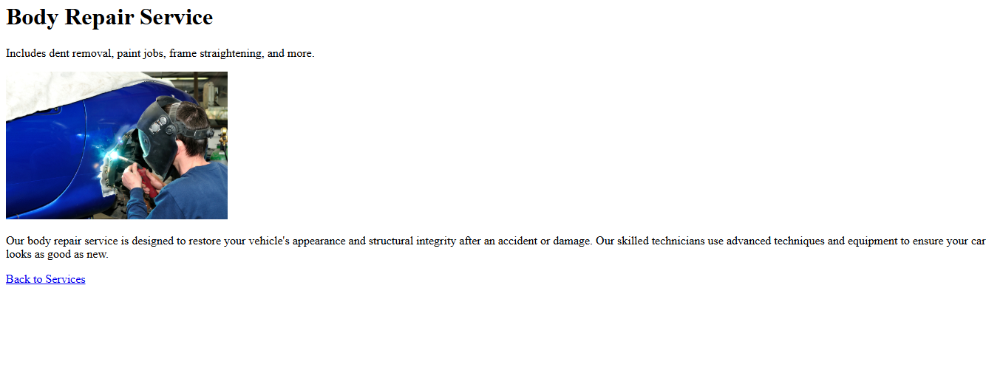 Body Repair Service
Includes dent removal, paint jobs, frame straightening, and more.
Our body repair service is designed to restore your vehicle's appearance and structural integrity after an accident or damage. Our skilled technicians use advanced techniques and equipment to ensure your car
looks as good as new.
Back to Services